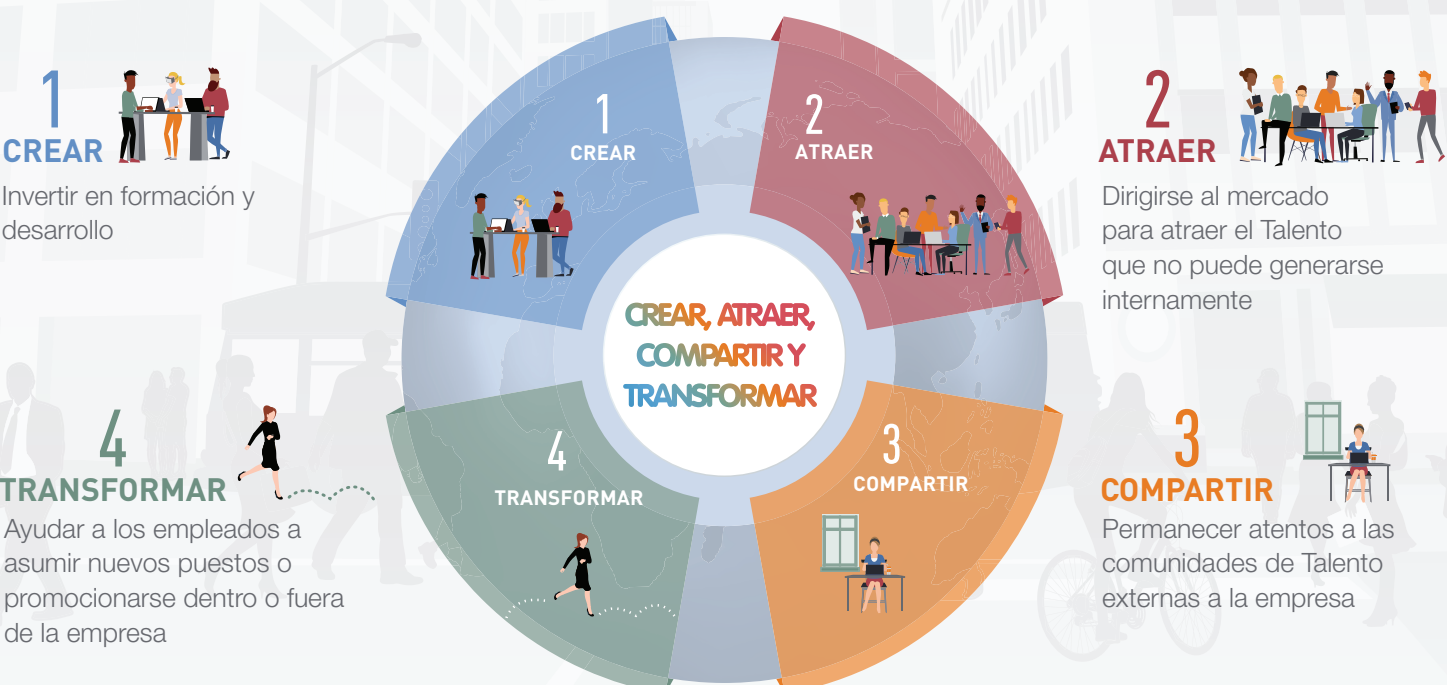 1
CREAR
Invertir en formación y
desarrollo
2
ATRAER
Dirigirse al mercado
para atraer el Talento
que no puede generarse
internamente
3
COMPARTIR
Permanecer atentos a las
comunidades de Talento
externas a la empresa
4
TRANSFORMAR
Ayudar a los empleados a
asumir nuevos puestos o
promocionarse dentro o fuera
de la empresa
1
CREAR
2
ATRAER
CREAR, ATRAER,
COMPARTIR Y
TRANSFORMAR
3
COMPARTIR
4
TRANSFORMAR